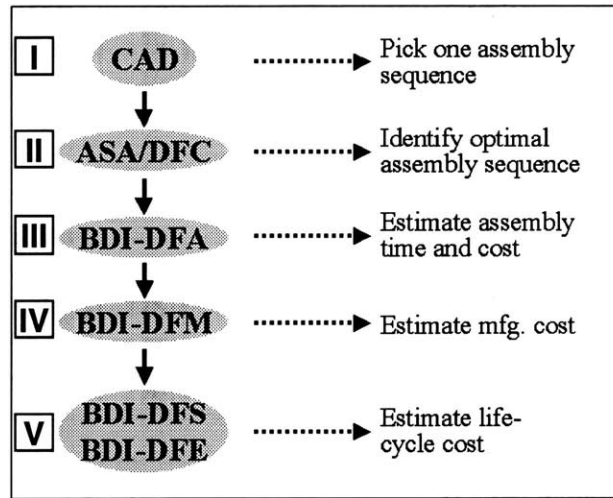 I
CAD
Pick one assembly
sequence
II
ASA/DFC
Identify optimal
assembly sequence
III
BDI-DFA
Estimate assembly
time and cost
IV
BDI-DFM
Estimate mfg. cost
V
BDI-DFS
BDI-DFE
Estimate life-
cycle cost